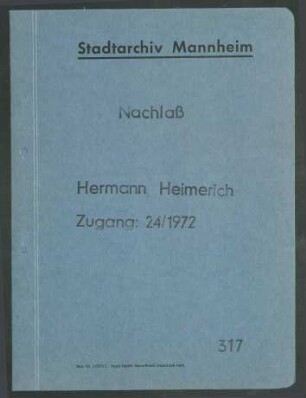 Stadtarchiv Mannheim
Nachlaß
Hermann Heimerich
Zugang: 24/1972
317